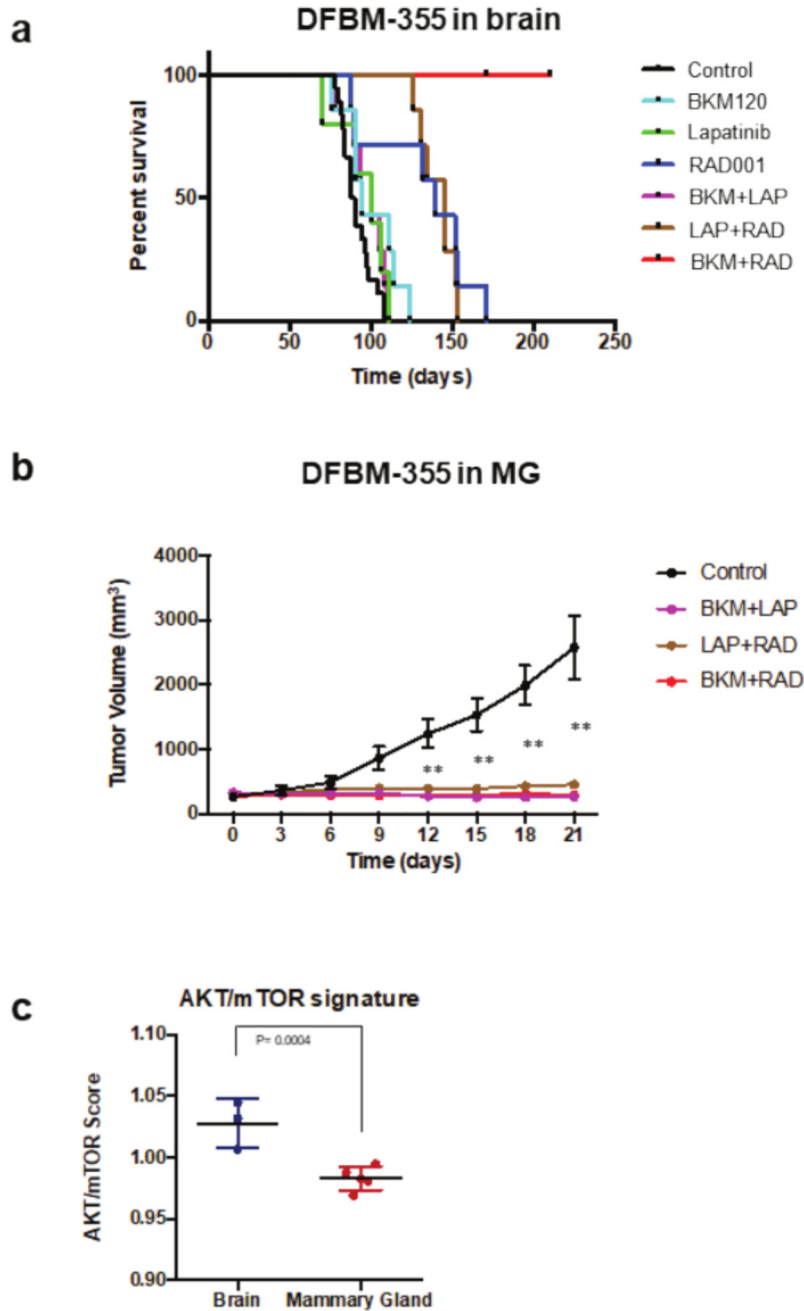 a
DFBM-355 in brain
Percent survival
100
50
0
0 50 100 150 200 250
Time (days)
Control
BKM120
Lapatinib
RAD001
BKM+LAP
LAP+RAD
BKM+RAD
b
DFBM-355 in MG
Tumor Volume (mm³)
4000
3000
2000
1000
0
** ** ** **
0 3 6 9 12 15 18 21
Time (days)
Control
BKM+LAP
LAP+RAD
BKM+RAD
c
AKT/mTOR signature
AKT/mTOR Score
1.10
1.05
1.00
0.95
0.90
P= 0.0004
Brain Mammary Gland